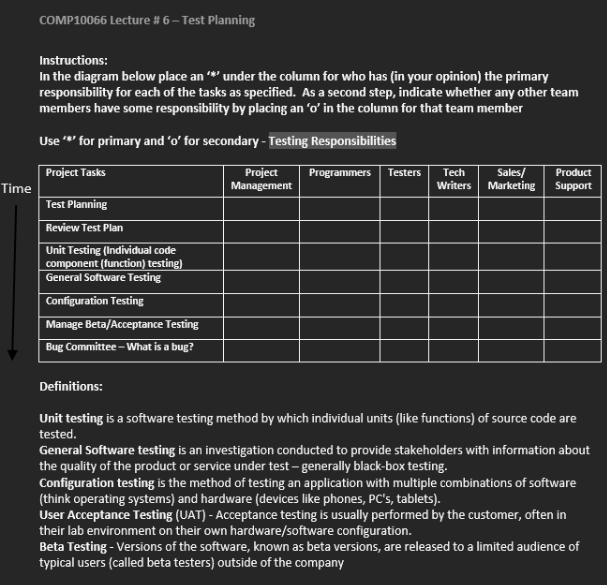 COMP10066 Lecture # 6 – Test Planning
Instructions:
In the diagram below place an ‘*’ under the column for who has (in your opinion) the primary
responsibility for each of the tasks as specified.  As a second step, indicate whether any other team
members have some responsibility by placing an ‘o’ in the column for that team member
Use ‘*’ for primary and ‘o’ for secondary - Testing Responsibilities
Time
Project Tasks
Project
Management
Programmers
Testers
Tech
Writers
Sales/
Marketing
Product
Support
Test Planning
Review Test Plan
Unit Testing (Individual code
component (function) testing)
General Software Testing
Configuration Testing
Manage Beta/Acceptance Testing
Bug Committee – What is a bug?
Definitions:
Unit testing is a software testing method by which individual units (like functions) of source code are
tested.
General Software testing is an investigation conducted to provide stakeholders with information about
the quality of the product or service under test – generally black-box testing.
Configuration testing is the method of testing an application with multiple combinations of software
(think operating systems) and hardware (devices like phones, PC's, tablets).
User Acceptance Testing (UAT) - Acceptance testing is usually performed by the customer, often in
their lab environment on their own hardware/software configuration.
Beta Testing - Versions of the software, known as beta versions, are released to a limited audience of
typical users (called beta testers) outside of the company